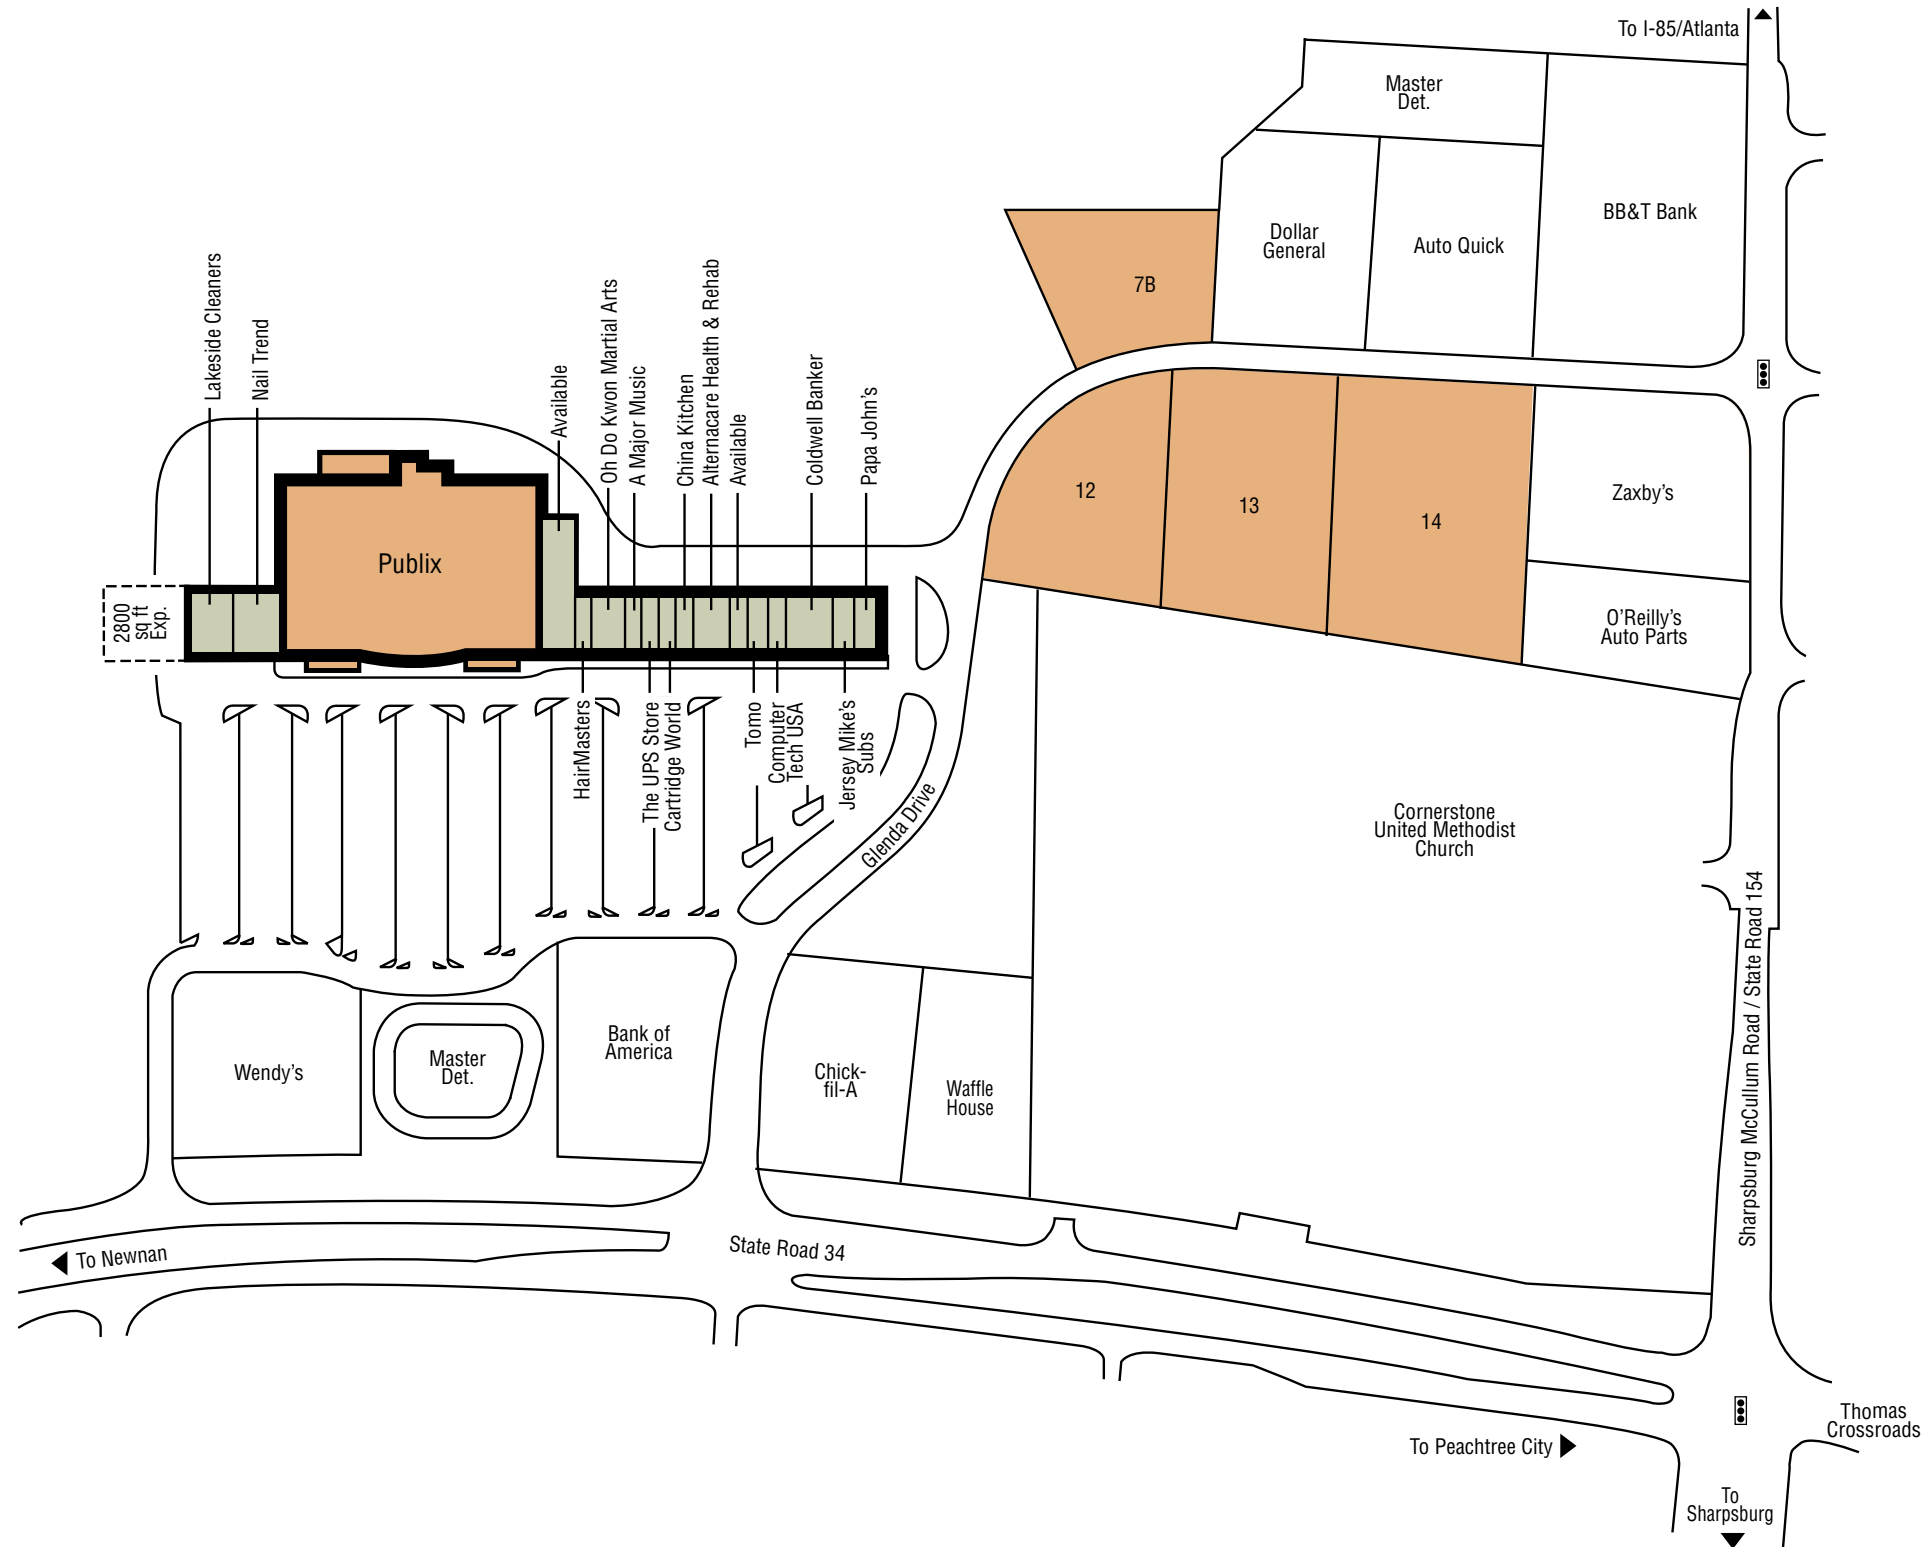 To I-85/Atlanta
Master
Det.
BB&T Bank
Dollar
General
Auto Quick
7B
Lakeside Cleaners
Nail Trend
Available
Oh Do Kwon Martial Arts
A Major Music
China Kitchen
Alternacare Health & Rehab
Available
Coldwell Banker
Papa John's
12
13
14
Zaxby's
Publix
2800
sq ft
Exp.
O'Reilly's
Auto Parts
HairMasters
The UPS Store
Cartridge World
Tomo
Computer
Tech USA
Jersey Mike's
Subs
Glenda Drive
Cornerstone
United Methodist
Church
Sharpsburg McCullum Road / State Road 154
Wendy's
Master
Det.
Bank of
America
Chick-
fil-A
Waffle
House
To Newnan
State Road 34
To Peachtree City
Thomas
Crossroads
To
Sharpsburg